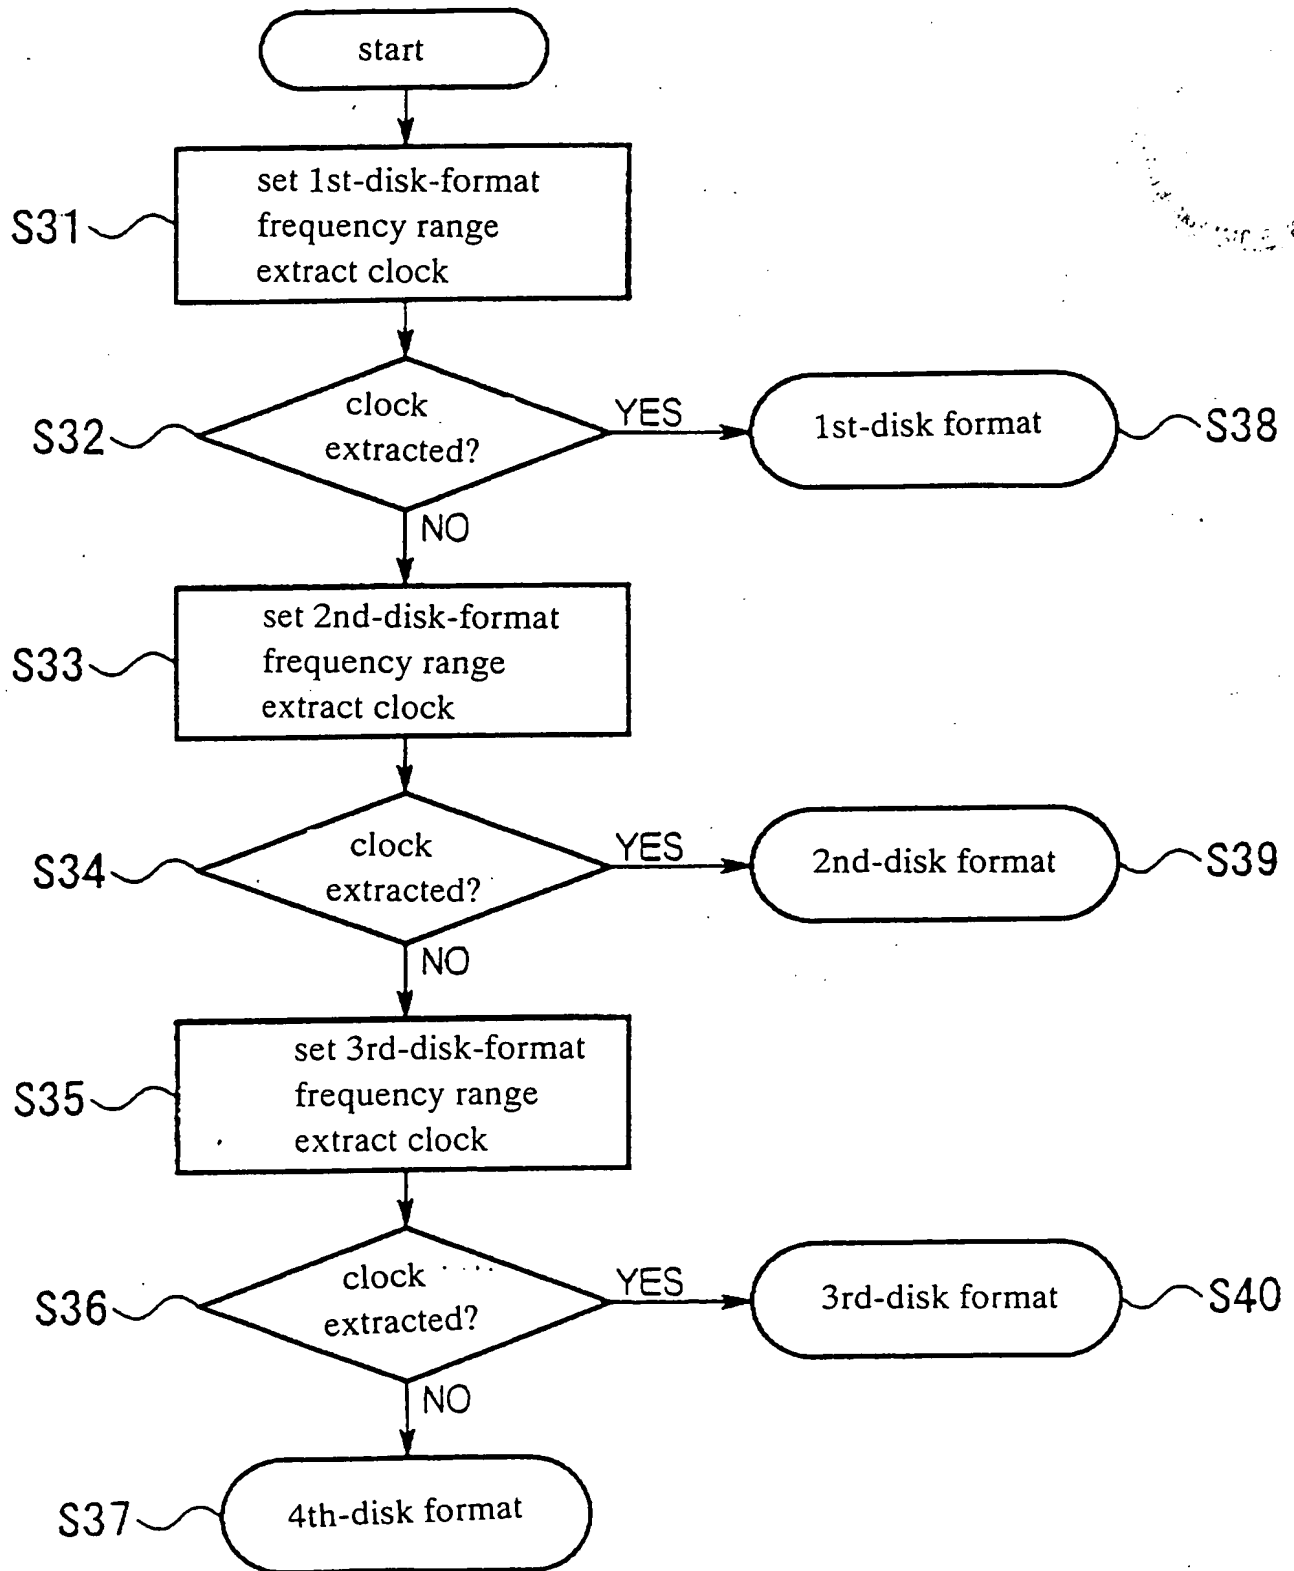 start
set 1st-disk-format
frequency range
extract clock
S31
clock
extracted?
S32
YES
1st-disk format
S38
NO
set 2nd-disk-format
frequency range
extract clock
S33
clock
extracted?
S34
YES
2nd-disk format
S39
NO
set 3rd-disk-format
frequency range
extract clock
S35
clock
extracted?
S36
YES
3rd-disk format
S40
NO
4th-disk format
S37